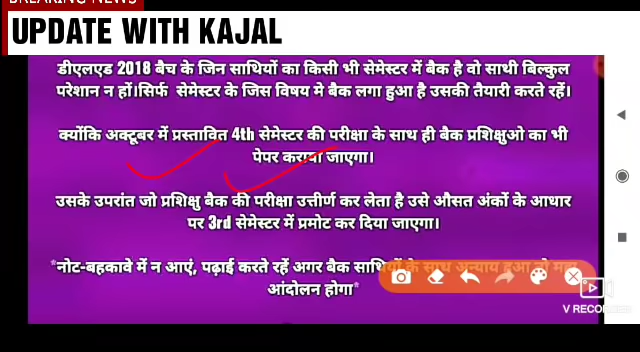 BREAKING NEWS
UPDATE WITH KAJAL
डीएलएड 2018 बैच के जिन साथियों का किसी भी सेमेस्टर में बैक है वो साथी बिल्कुल
परेशान न हों।सिर्फ सेमेस्टर के जिस विषय मे बैक लगा हुआ है उसकी तैयारी करते रहें।
क्योंकि अक्टूबर में प्रस्तावित 4th सेमेस्टर की परीक्षा के साथ ही बैक प्रशिक्षुओ का भी
पेपर कराया जाएगा।
उसके उपरांत जो प्रशिक्षु बैक की परीक्षा उत्तीर्ण कर लेता है उसे औसत अंकों के आधार
पर 3rd सेमेस्टर में प्रमोट कर दिया जाएगा।
*नोट-बहकावे में न आएं, पढ़ाई करते रहें अगर बैक साथियों के साथ अन्याय हुआ तो महा
आंदोलन होगा*
V RECORDER